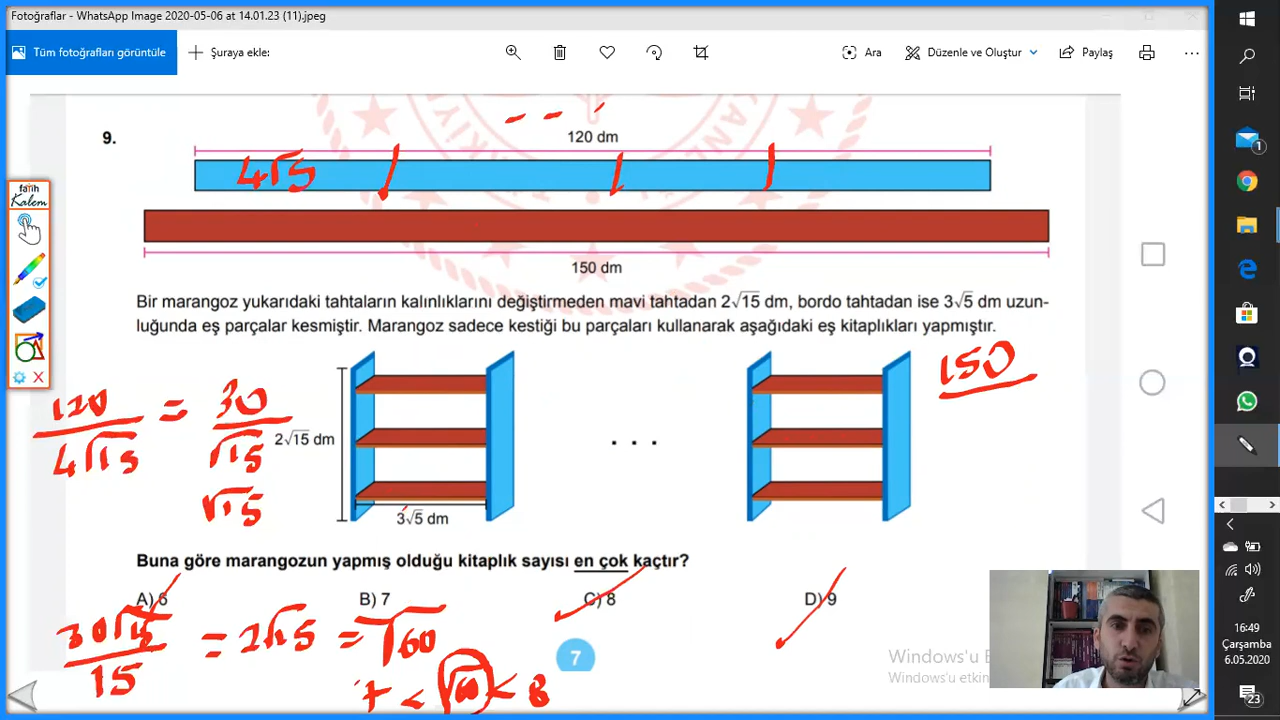 Fotoğraflar - WhatsApp Image 2020-05-06 at 14.01.23 (11).jpeg
Tüm fotoğrafları görüntüle
Şuraya ekle:
Ara
Düzenle ve Oluştur
Paylaş
9.
120 dm
4√5
150 dm
fatih
Kalem
Bir marangoz yukarıdaki tahtaların kalınlıklarını değiştirmeden mavi tahtadan 2√15 dm, bordo tahtadan ise 3√5 dm uzun-
luğunda eş parçalar kesmiştir. Marangoz sadece kestiği bu parçaları kullanarak aşağıdaki eş kitaplıkları yapmıştır.
150
120/4√15 = 30/√15
√15
2√15 dm
. . .
3√5 dm
Buna göre marangozun yapmış olduğu kitaplık sayısı en çok kaçtır?
A) 6
B) 7
C) 8
D) 9
30√15/15 = 2√15 = √60
7 < √60 < 8
7
Windows'u
Windows'u etkin
1
16:49
Çarşamba
6.05.2020
23